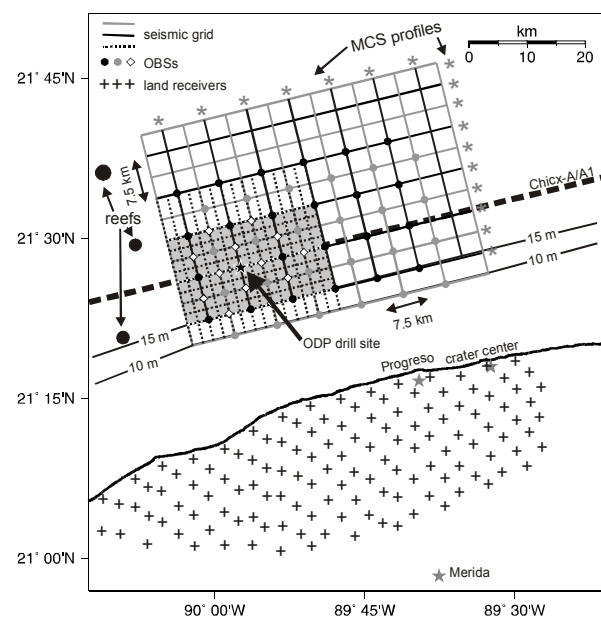 seismic grid
OBSs
land receivers
MCS profiles
km
0 10 20
21° 45'N
7.5 km
reefs
Chicx-A/A1
21° 30'N
15 m
10 m
15 m
10 m
7.5 km
ODP drill site
Progreso
crater center
21° 15'N
21° 00'N
Merida
90° 00'W
89° 45'W
89° 30'W